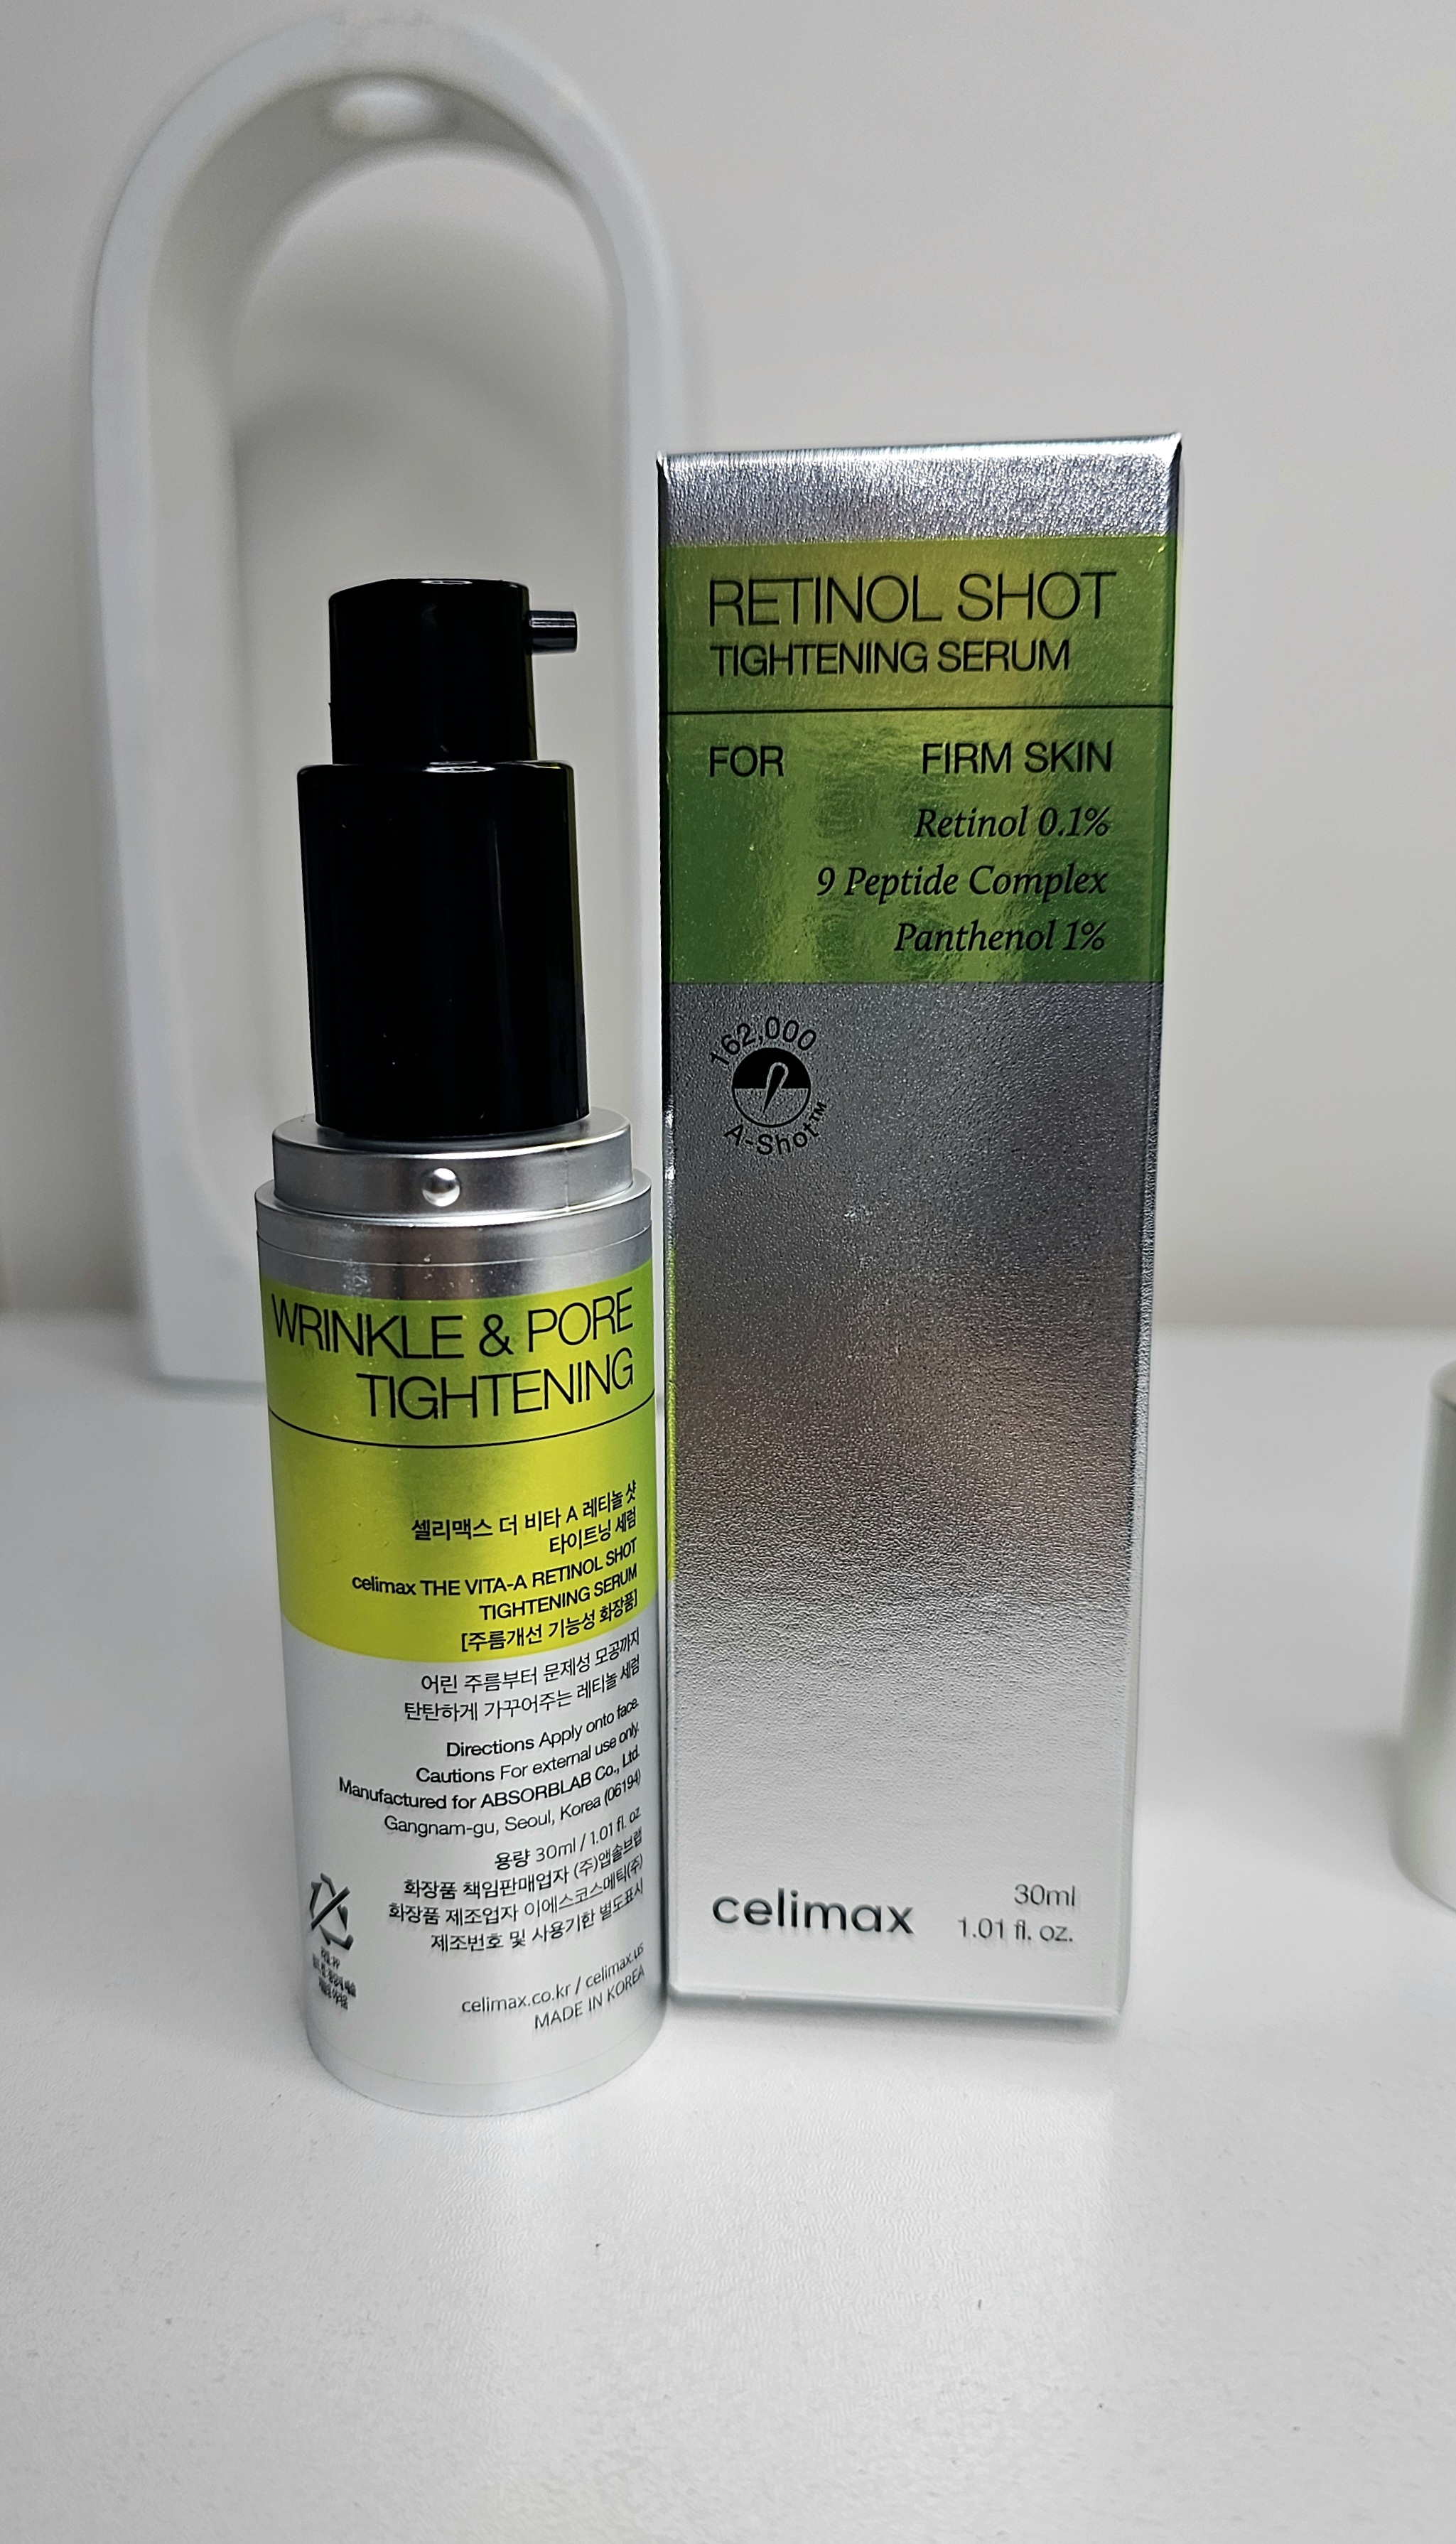 WRINKLE & PORE
TIGHTENING
셀리맥스 더 비타 A 레티놀 샷
타이트닝 세럼
celimax THE VITA-A RETINOL SHOT
TIGHTENING SERUM
[주름개선 기능성 화장품]
어린 주름부터 문제성 모공까지
탄탄하게 가꾸어주는 레티놀 세럼
Directions Apply onto face.
Cautions For external use only.
Manufactured for ABSORBLAB Co., Ltd.
Gangnam-gu, Seoul, Korea (06194)
용량 30ml / 1.01 fl. oz.
화장품 책임판매업자 (주)앱솔브랩
화장품 제조업자 이에스코스메틱(주)
제조번호 및 사용기한 별도표시
celimax.co.kr / celimax.us
MADE IN KOREA
RETINOL SHOT
TIGHTENING SERUM
FOR FIRM SKIN
Retinol 0.1%
9 Peptide Complex
Panthenol 1%
162,000
A-Shot™
celimax
30ml
1.01 fl. oz.